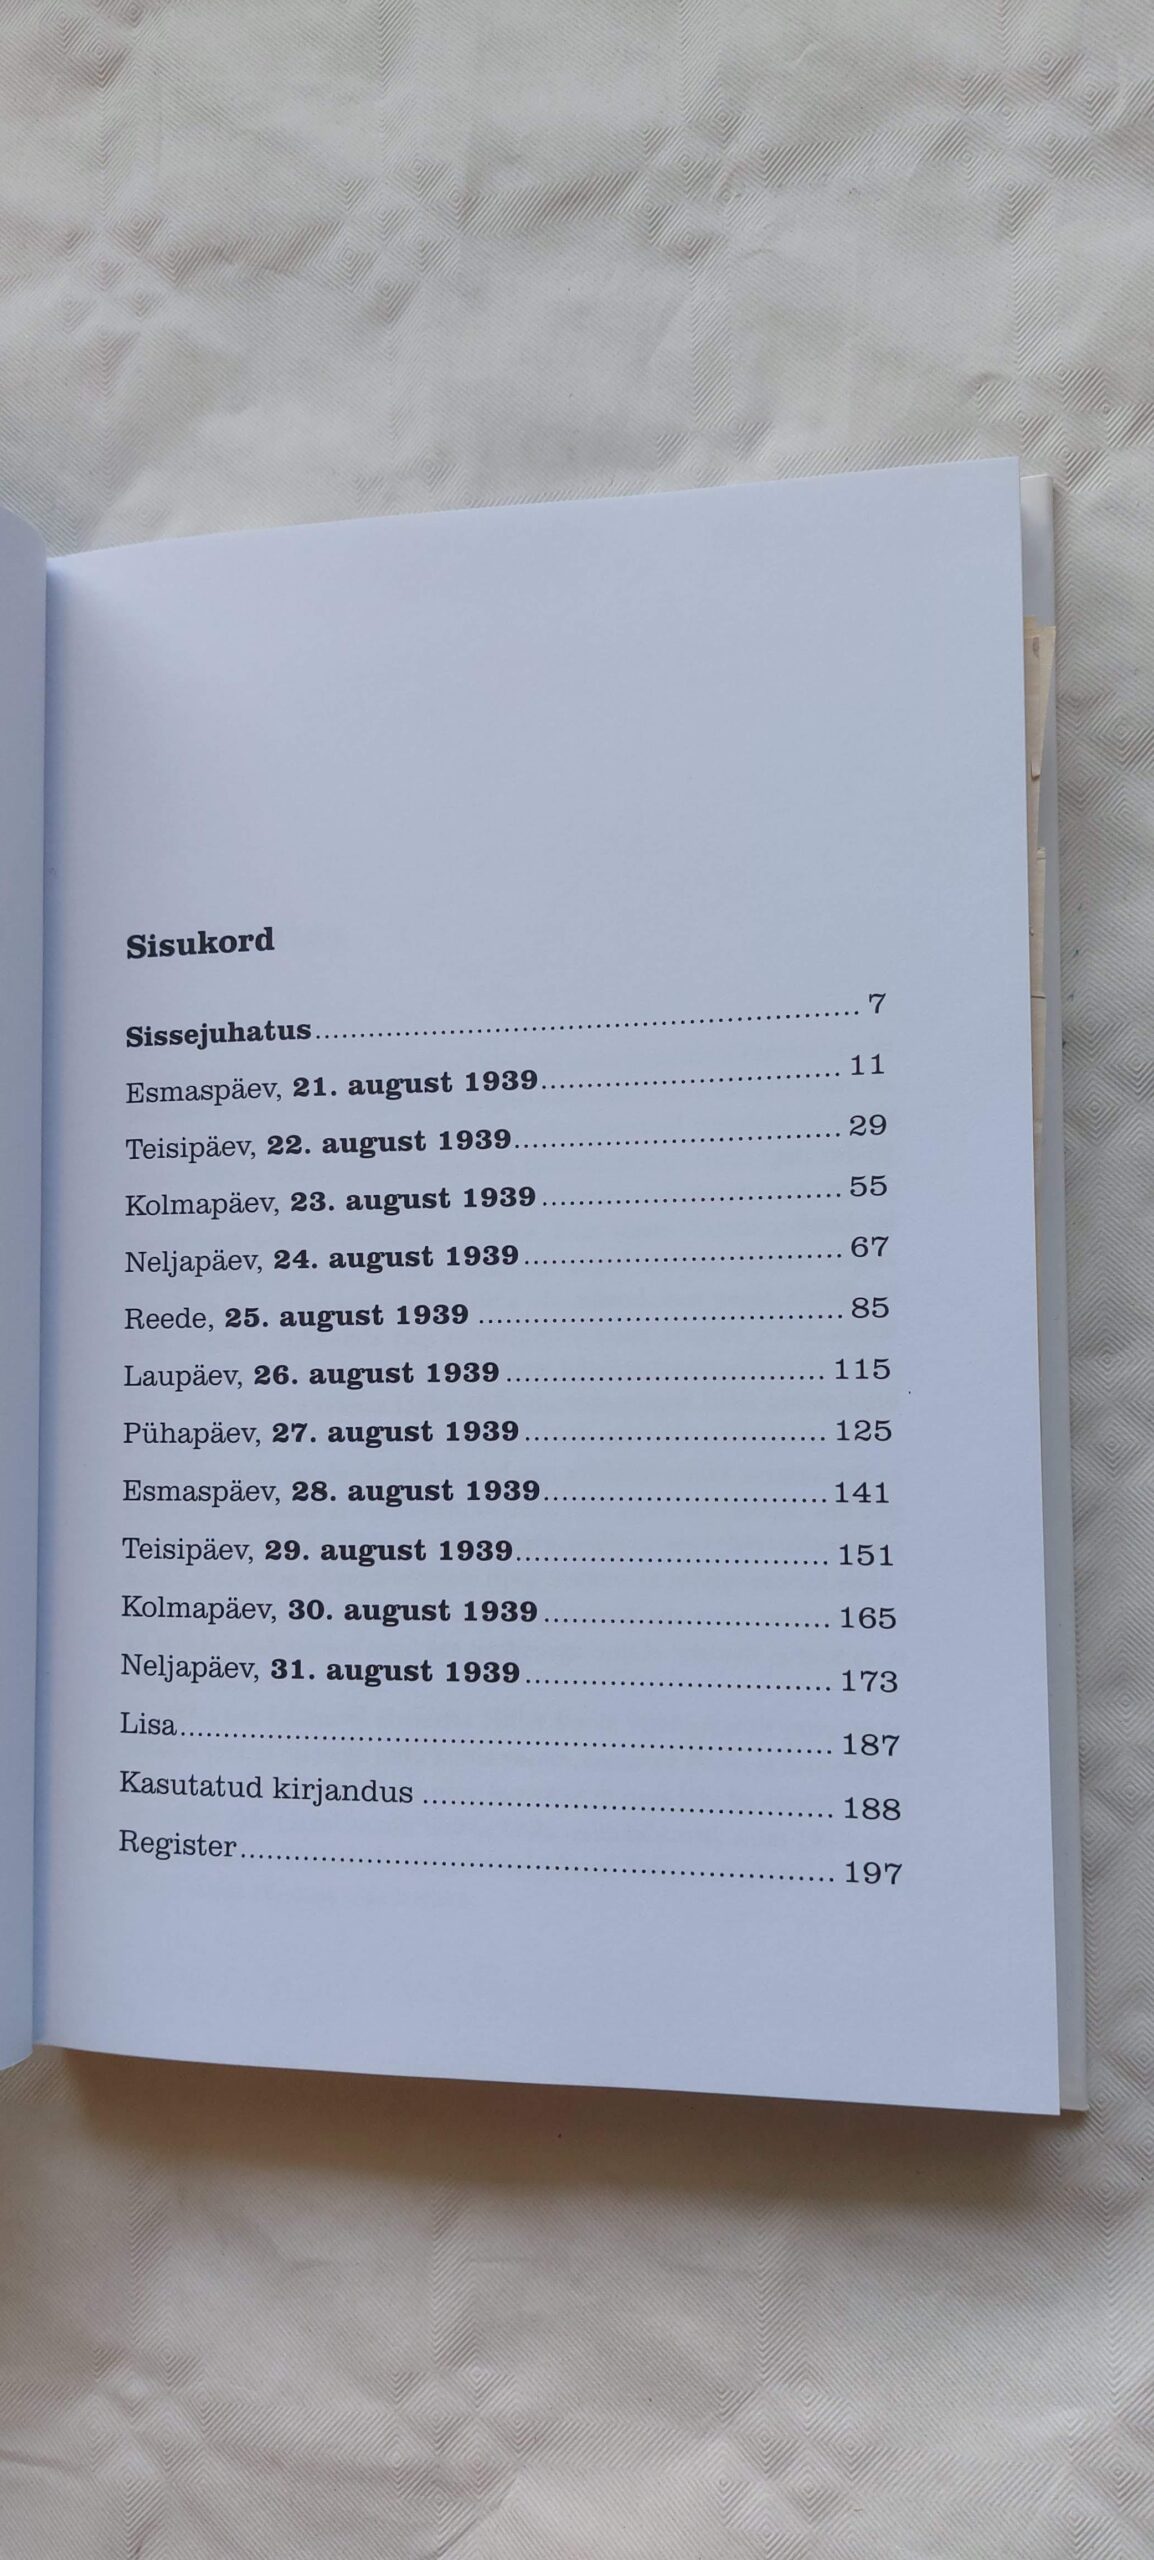 Sisukord
Sissejuhatus 7
Esmaspäev, 21. august 1939 11
Teisipäev, 22. august 1939 29
Kolmapäev, 23. august 1939 55
Neljapäev, 24. august 1939 67
Reede, 25. august 1939 85
Laupäev, 26. august 1939 115
Pühapäev, 27. august 1939 125
Esmaspäev, 28. august 1939 141
Teisipäev, 29. august 1939 151
Kolmapäev, 30. august 1939 165
Neljapäev, 31. august 1939 173
Lisa 187
Kasutatud kirjandus 188
Register 197